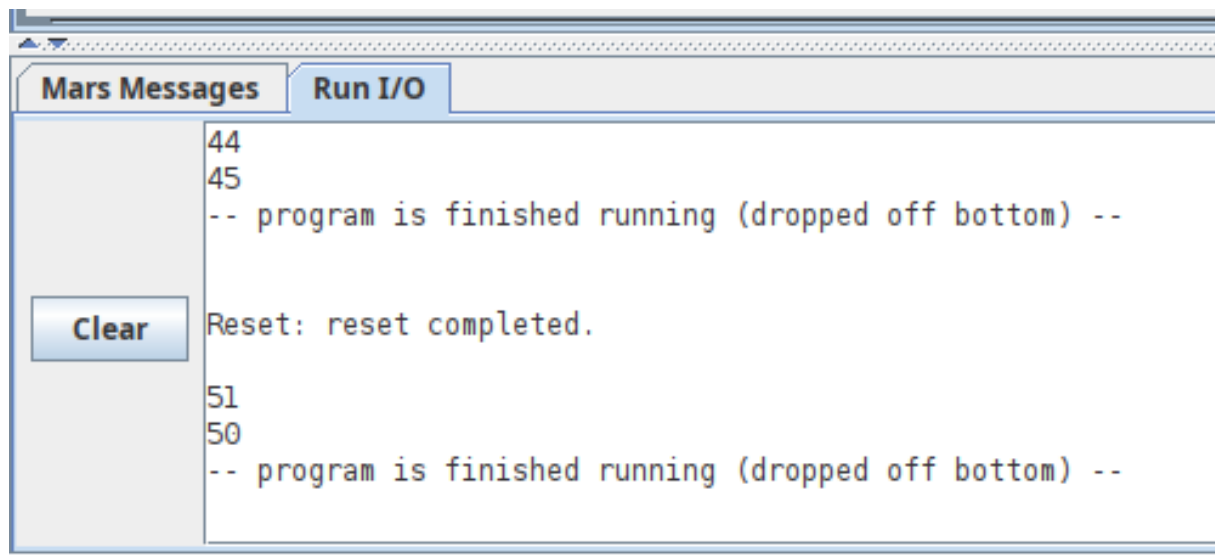 Mars Messages
Run I/O
44
45
-- program is finished running (dropped off bottom) --
Clear
Reset: reset completed.
51
50
-- program is finished running (dropped off bottom) --